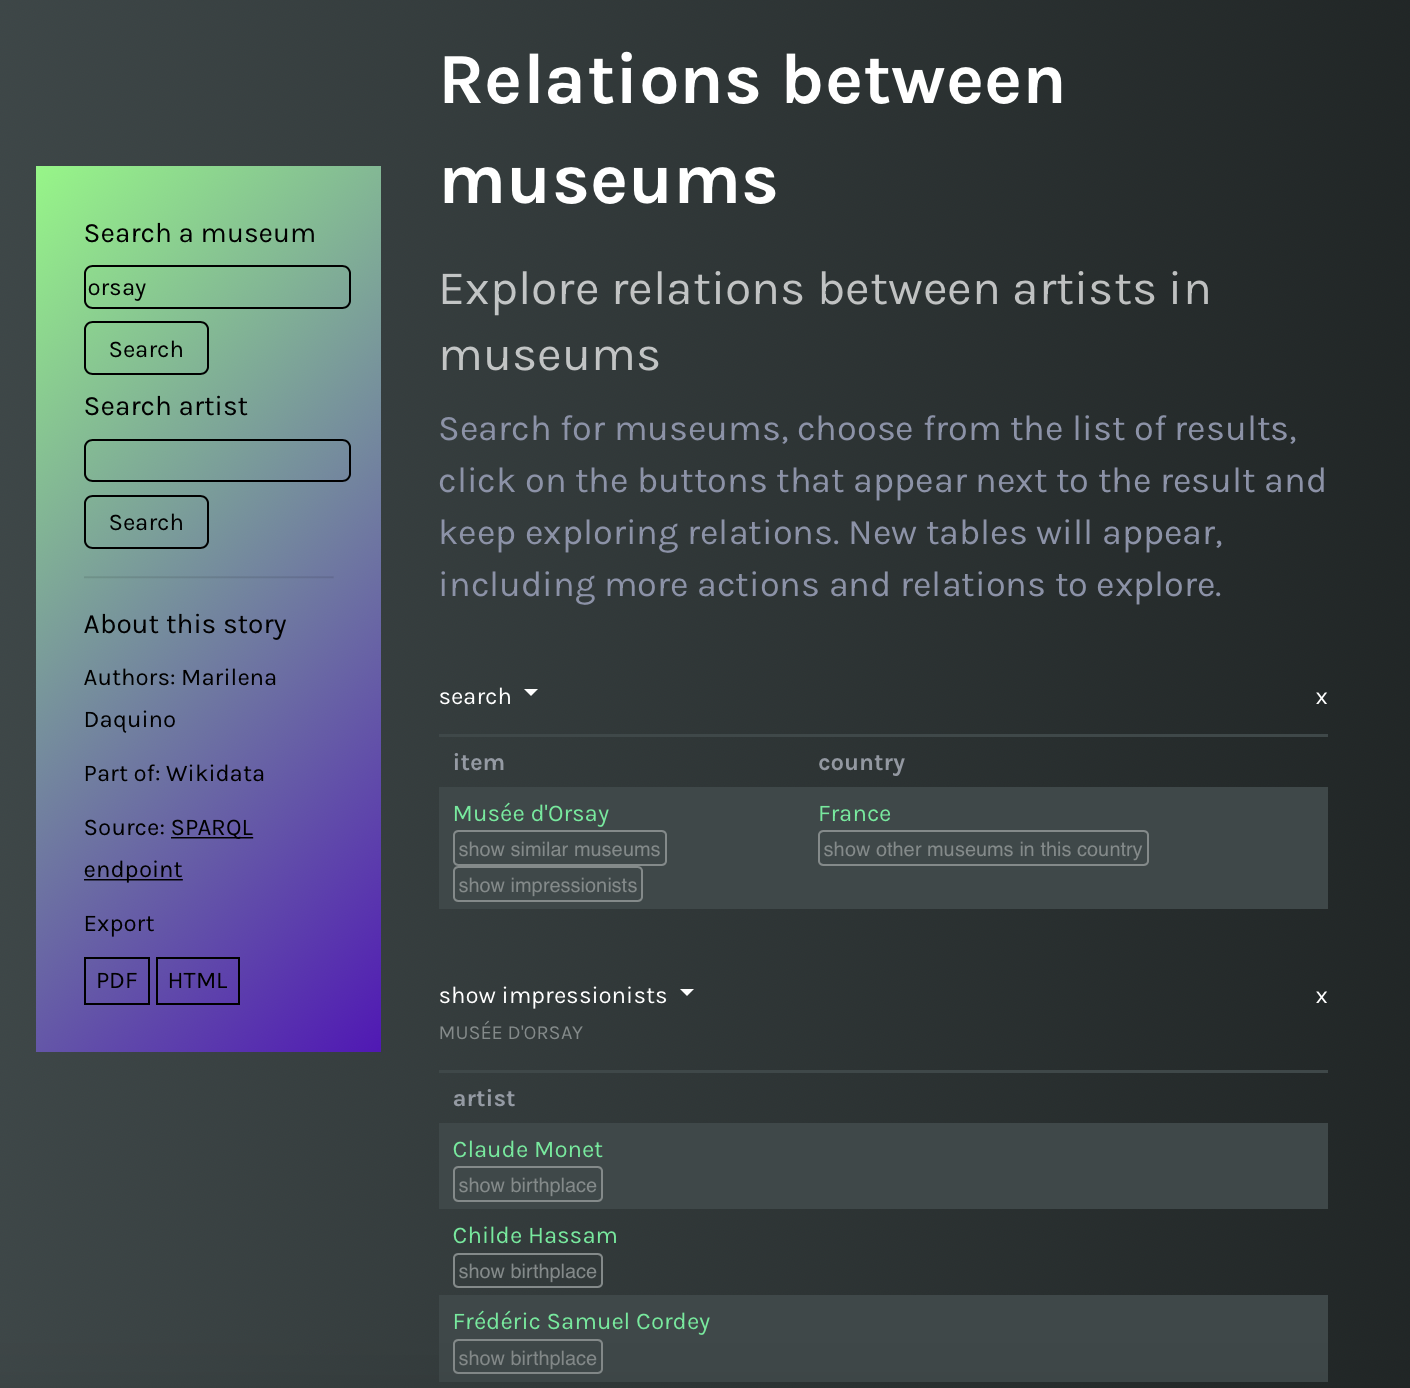 Relations between
museums
Explore relations between artists in
museums
Search for museums, choose from the list of results,
click on the buttons that appear next to the result and
keep exploring relations. New tables will appear,
including more actions and relations to explore.
Search a museum
orsay
Search
Search artist
Search
About this story
Authors: Marilena
Daquino
Part of: Wikidata
Source: SPARQL
endpoint
Export
PDF HTML
search x
item country
Musée d'Orsay France
show similar museums show other museums in this country
show impressionists
show impressionists x
MUSÉE D'ORSAY
artist
Claude Monet
show birthplace
Childe Hassam
show birthplace
Frédéric Samuel Cordey
show birthplace